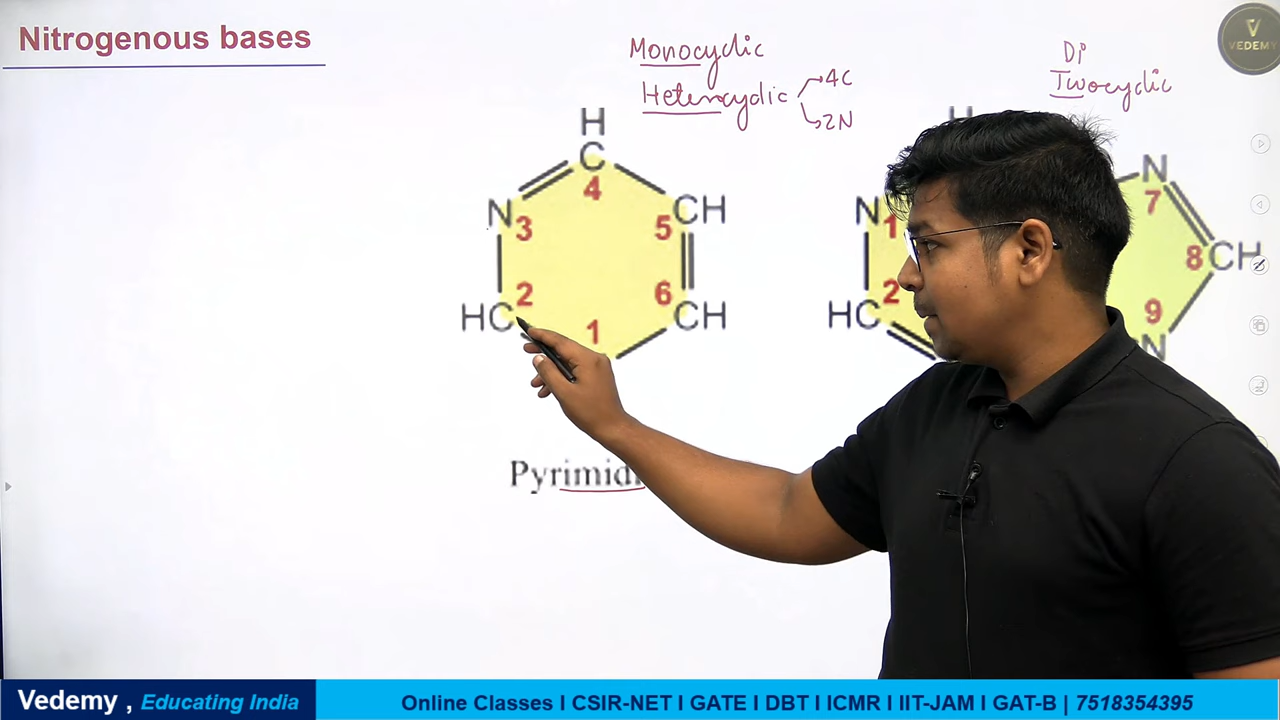 Nitrogenous bases
Monocyclic
Heterocyclic
4C
2N
Di
Twocyclic
V
VEDEMY
H
C
4
N
3
5
CH
2
6
HC
1
CH
N
1
N
7
8
CH
2
HC
9
N
Vedemy , Educating India
Online Classes I CSIR-NET I GATE I DBT I ICMR I IIT-JAM I GAT-B | 7518354395